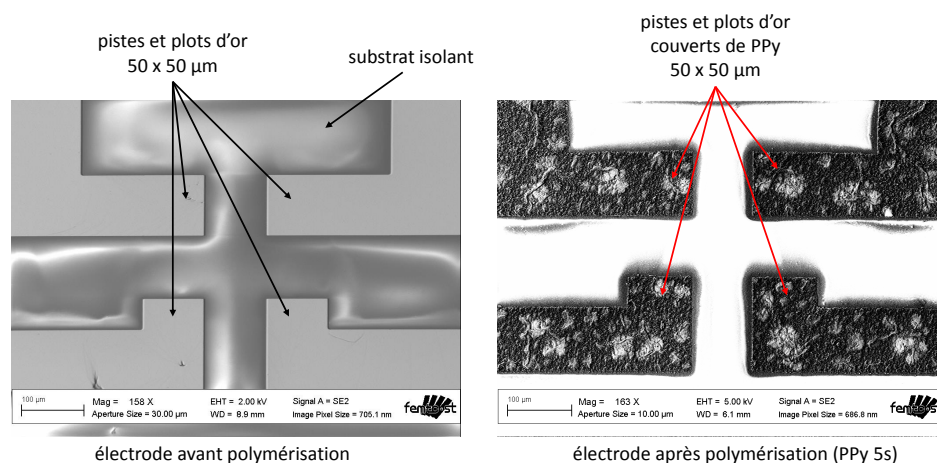 pistes et plots d'or
50 x 50 µm
substrat isolant
pistes et plots d'or
couverts de PPy
50 x 50 µm
100 µm
Mag = 158 X
EHT = 2.00 kV
Signal A = SE2
Aperture Size = 30.00 µm
WD = 8.9 mm
Image Pixel Size = 705.1 nm
100 µm
Mag = 163 X
EHT = 5.00 kV
Signal A = SE2
Aperture Size = 10.00 µm
WD = 6.1 mm
Image Pixel Size = 686.8 nm
électrode avant polymérisation
électrode après polymérisation (PPy 5s)